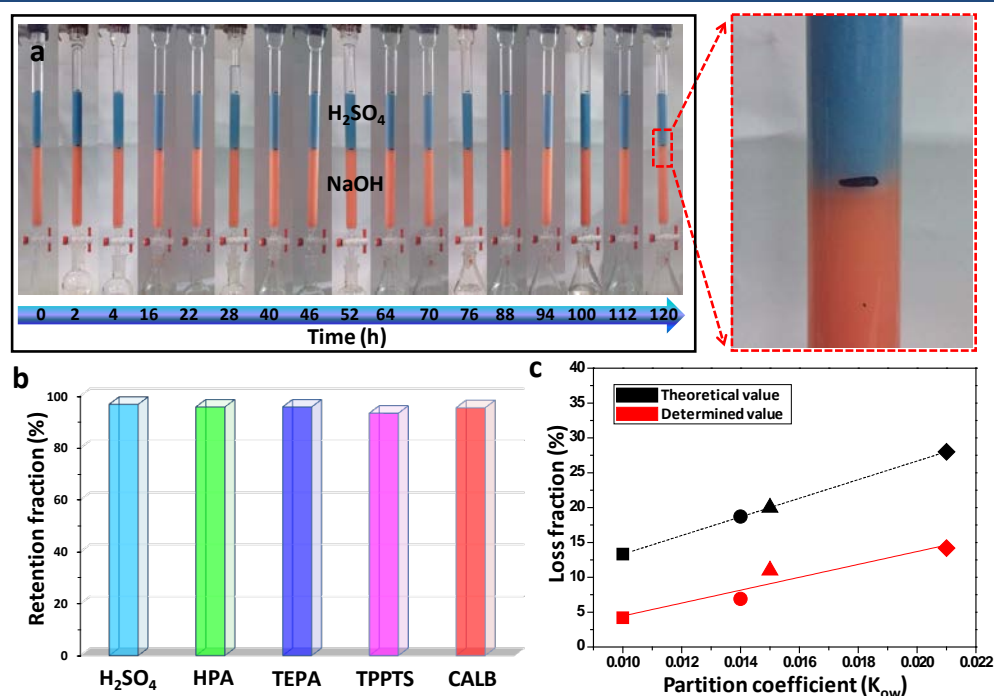 a
H₂SO₄
NaOH
0 2 4 16 22 28 40 46 52 64 70 76 88 94 100 112 120
Time (h)
b
Retention fraction (%)
100
80
60
40
20
0
H₂SO₄ HPA TEPA TPPTS CALB
c
Loss fraction (%)
40
35
30
25
20
15
10
5
0
Theoretical value
Determined value
0.010 0.012 0.014 0.016 0.018 0.020 0.022
Partition coefficient (K_ow)